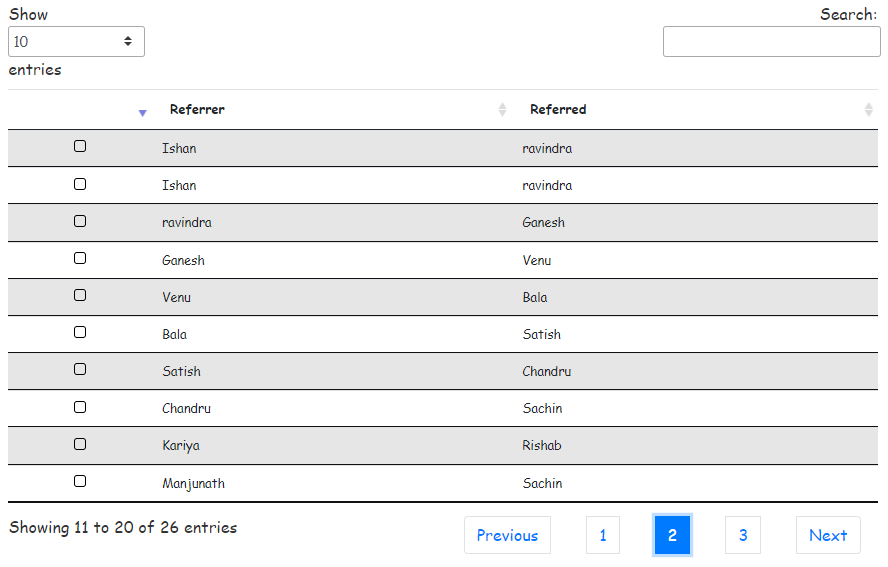 Show
Search:
10
entries
Referrer Referred
Ishan ravindra
Ishan ravindra
ravindra Ganesh
Ganesh Venu
Venu Bala
Bala Satish
Satish Chandru
Chandru Sachin
Kariya Rishab
Manjunath Sachin
Showing 11 to 20 of 26 entries
Previous 1 2 3 Next